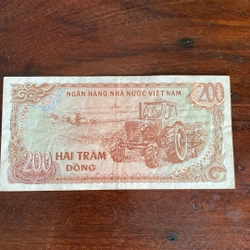 NGÂN HÀNG NHÀ NƯỚC VIỆT NAM
200
200
HAI TRĂM
ĐỒNG